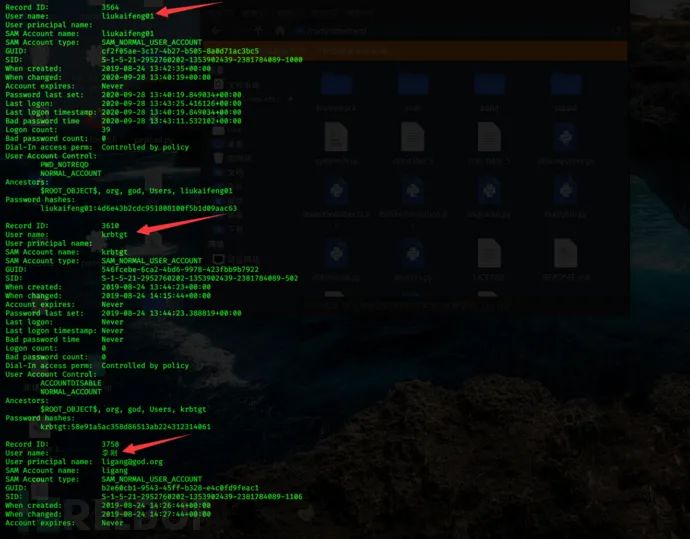 Record ID: 3564
User name: liukaifeng01
User principal name:
SAM Account name: liukaifeng01
SAM Account type: SAM_NORMAL_USER_ACCOUNT
GUID: cf2f05ae-3c17-4b27-b505-8a0d71ac3bc5
SID: S-1-5-21-2952760202-1353902439-2381784089-1000
When created: 2019-08-24 13:42:35+00:00
When changed: 2020-09-28 13:40:19+00:00
Account expires: Never
Password last set: 2020-09-28 13:40:19.849034+00:00
Last logon: 2020-09-28 13:43:25.416126+00:00
Last logon timestamp: 2020-09-28 13:40:19.849034+00:00
Bad password time 2020-09-28 13:43:11.532102+00:00
Logon count: 39
Bad password count: 0
Dial-In access perm: Controlled by policy
User Account Control:
PWD_NOTREQD
NORMAL_ACCOUNT
Ancestors:
$ROOT_OBJECT$, org, god, Users, liukaifeng01
Password hashes:
liukaifeng01:4d6e43b2cdc951808100f5b1d09aac63
Record ID: 3610
User name: krbtgt
User principal name:
SAM Account name: krbtgt
SAM Account type: SAM_NORMAL_USER_ACCOUNT
GUID: 546fcebe-6ca2-4bd6-9978-423fbb9b7922
SID: S-1-5-21-2952760202-1353902439-2381784089-502
When created: 2019-08-24 13:44:23+00:00
When changed: 2019-08-24 14:15:44+00:00
Account expires: Never
Password last set: 2019-08-24 13:44:23.388819+00:00
Last logon: Never
Last logon timestamp: Never
Bad password time Never
Logon count: 0
Bad password count: 0
Dial-In access perm: Controlled by policy
User Account Control:
ACCOUNTDISABLE
NORMAL_ACCOUNT
Ancestors:
$ROOT_OBJECT$, org, god, Users, krbtgt
Password hashes:
krbtgt:58e91a5ac358d86513ab224312314061
Record ID: 3758
User name: 李刚
User principal name: ligang@god.org
SAM Account name: ligang
SAM Account type: SAM_NORMAL_USER_ACCOUNT
GUID: b2e60cb1-9543-45ff-b328-e4c0fd9feac1
SID: S-1-5-21-2952760202-1353902439-2381784089-1106
When created: 2019-08-24 14:26:44+00:00
When changed: 2019-08-24 14:27:44+00:00
Account expires: Never